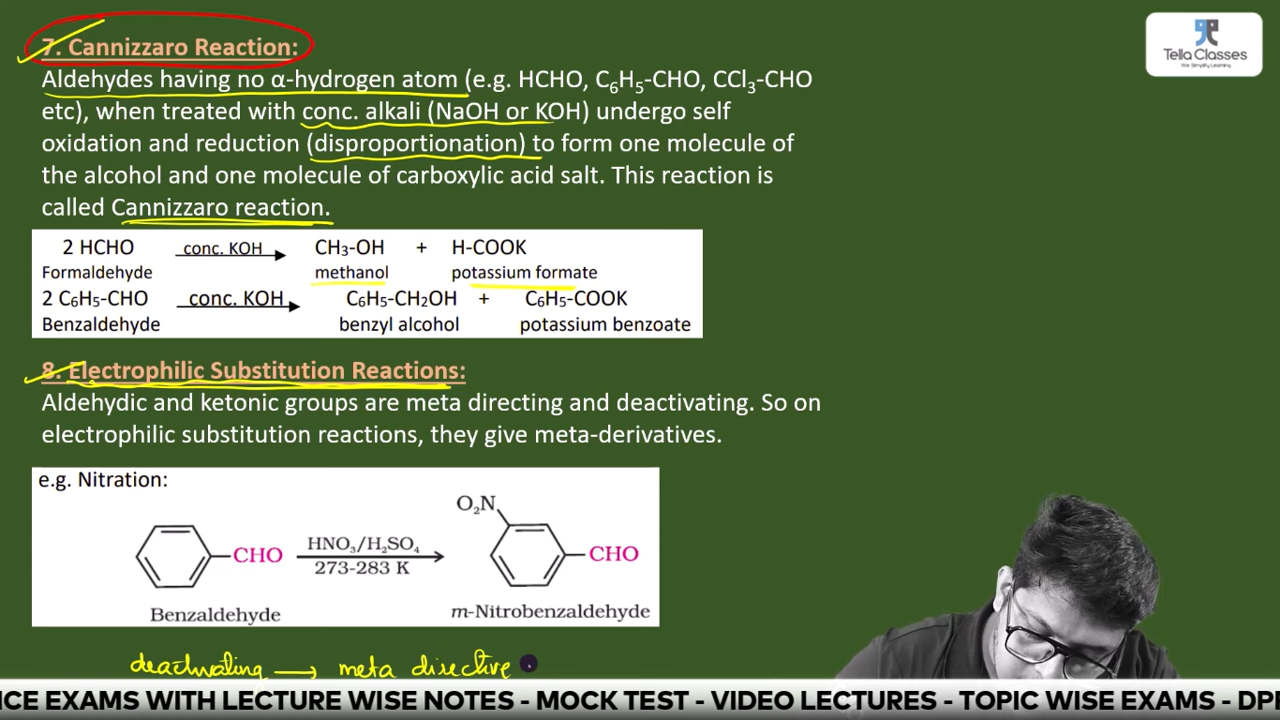 7. Cannizzaro Reaction:
Aldehydes having no α-hydrogen atom (e.g. HCHO, C₆H₅-CHO, CCl₃-CHO
etc), when treated with conc. alkali (NaOH or KOH) undergo self
oxidation and reduction (disproportionation) to form one molecule of
the alcohol and one molecule of carboxylic acid salt. This reaction is
called Cannizzaro reaction.
2 HCHO conc. KOH CH₃-OH + H-COOK
Formaldehyde methanol potassium formate
2 C₆H₅-CHO conc. KOH C₆H₅-CH₂OH + C₆H₅-COOK
Benzaldehyde benzyl alcohol potassium benzoate
8. Electrophilic Substitution Reactions:
Aldehydic and ketonic groups are meta directing and deactivating. So on
electrophilic substitution reactions, they give meta-derivatives.
e.g. Nitration:
O₂N
CHO HNO₃/H₂SO₄ CHO
273-283 K
Benzaldehyde m-Nitrobenzaldehyde
deactivating → meta directive
Tella Classes
We Simplify Learning
ICE EXAMS WITH LECTURE WISE NOTES - MOCK TEST - VIDEO LECTURES - TOPIC WISE EXAMS - DP